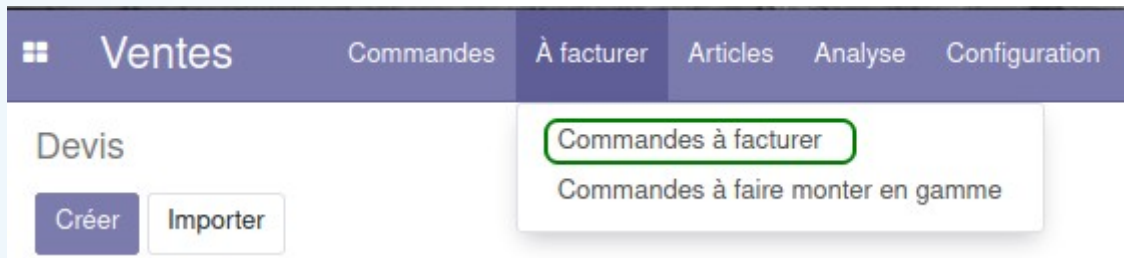 Ventes Commandes À facturer Articles Analyse Configuration
Devis
Commandes à facturer
Commandes à faire monter en gamme
Créer Importer